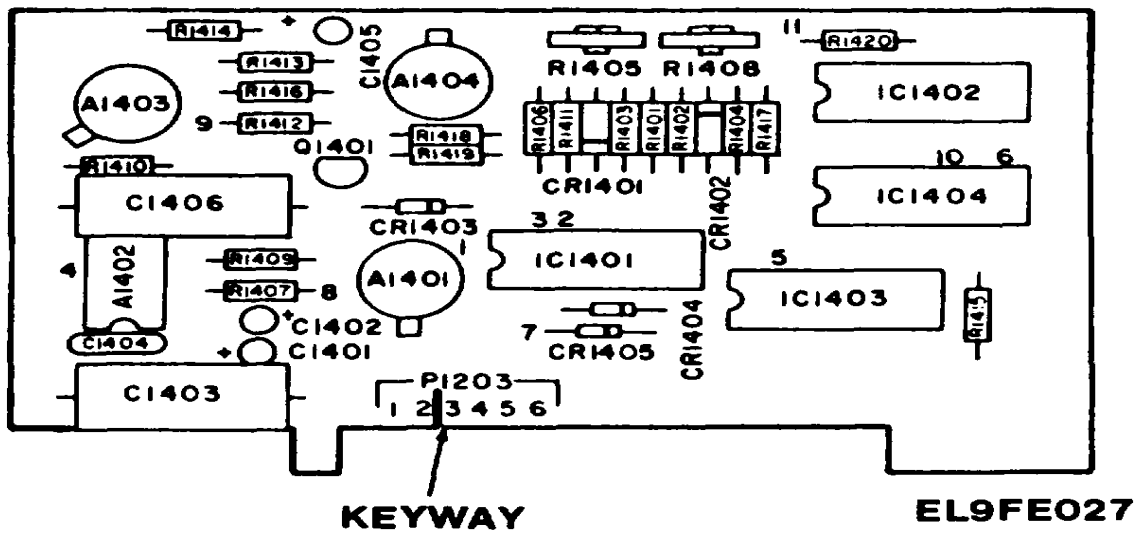 R1414
+
C1405
A1404
R1405
R1408
11
R1420
R1413
A1403
R1416
IC1402
9
R1412
R1418
R1419
R1406
R1411
R1403
R1401
R1402
R1404
R1417
Q1401
R1410
CR1401
CR1402
10
6
C1406
CR1403
IC1404
3 2
1
4
A1402
R1409
A1401
IC1401
5
R1407
8
IC1403
R1415
+
C1402
CR1404
C1404
+
C1401
7
CR1405
C1403
P1203
1 2 3 4 5 6
KEYWAY
EL9FE027